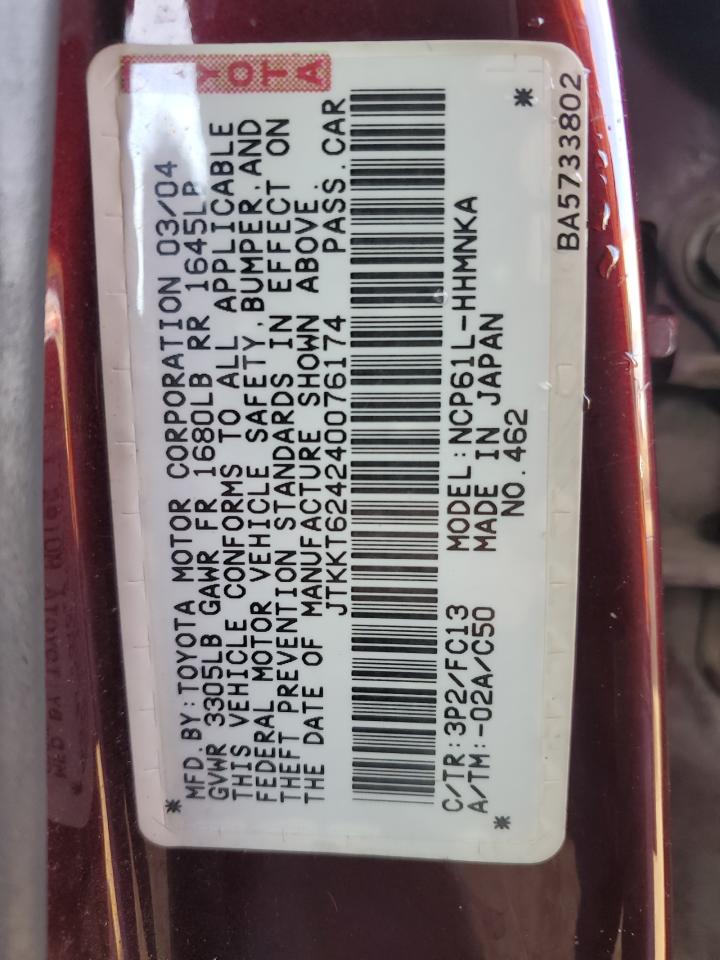 TOYOTA
MFD. BY: TOYOTA MOTOR CORPORATION 03/04
GVWR 3305LB GAWR FR 1680LB RR 1645LB
THIS VEHICLE CONFORMS TO ALL APPLICABLE
FEDERAL MOTOR VEHICLE SAFETY, BUMPER, AND
THEFT PREVENTION STANDARDS IN EFFECT ON
THE DATE OF MANUFACTURE SHOWN ABOVE.
JTKKT624240076174 PASS. CAR
C/TR: 3P2/FC13 MODEL: NCP61L-HHMNKA
A/TM: -02A/C50 MADE IN JAPAN
NO. 462
BA5733802